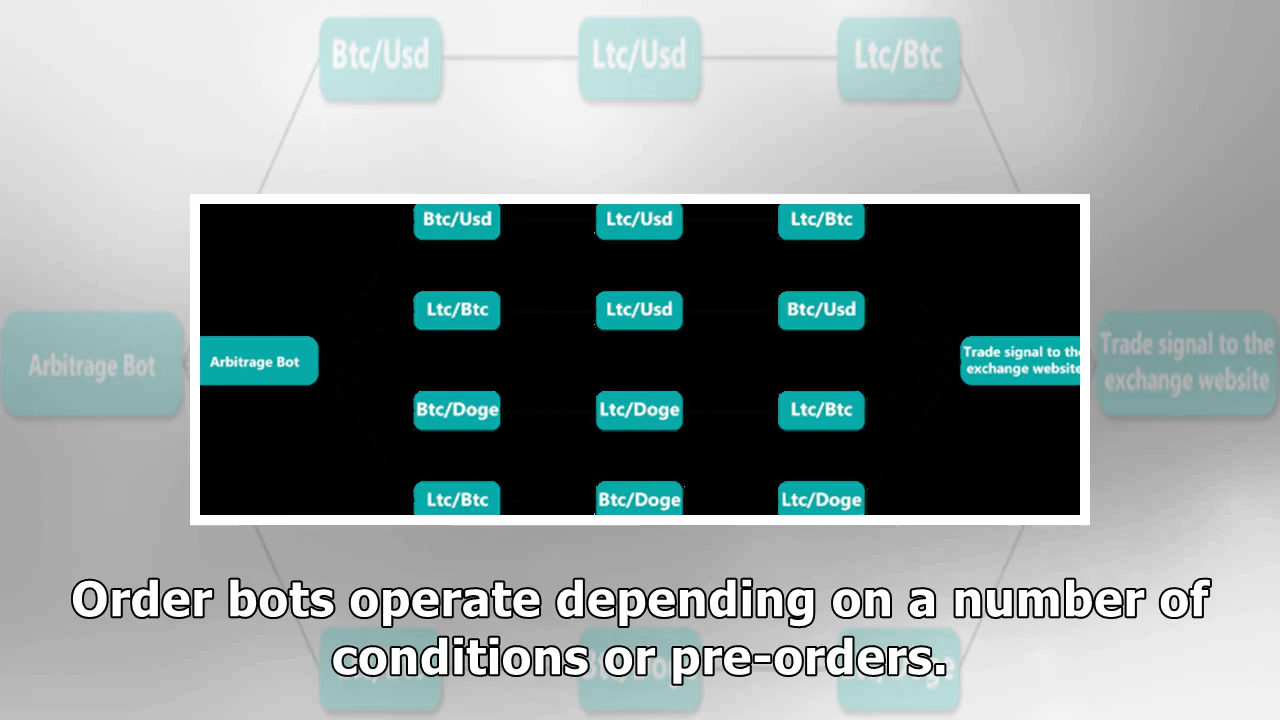 Btc/Usd Ltc/Usd Ltc/Btc
Btc/Usd Ltc/Usd Ltc/Btc
Ltc/Btc Ltc/Usd Btc/Usd
Arbitrage Bot
Arbitrage Bot
Trade signal to the
exchange website
Trade signal to the
exchange website
Btc/Doge Ltc/Doge Ltc/Btc
Ltc/Btc Btc/Doge Ltc/Doge
Order bots operate depending on a number of
conditions or pre-orders.